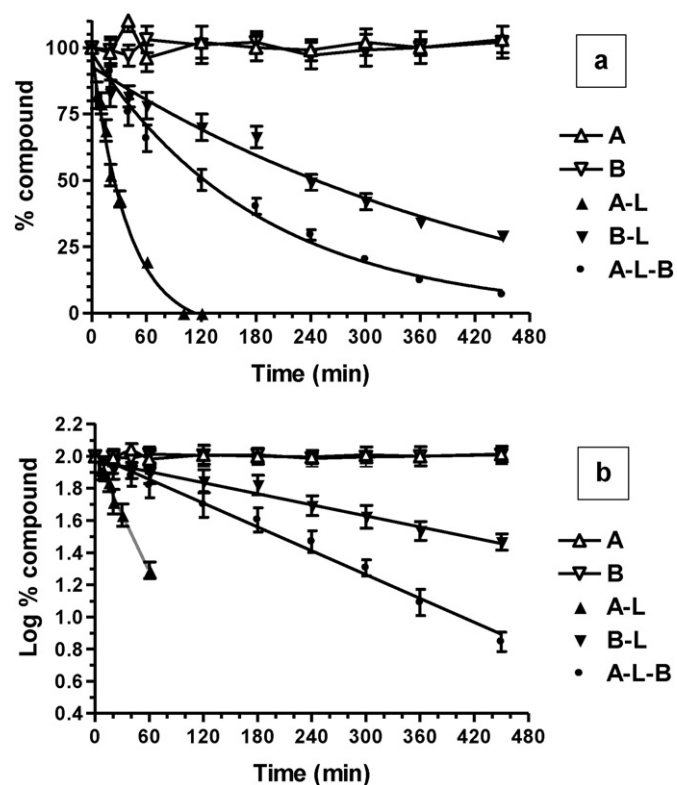 a
% compound
100
75
50
25
0
0 60 120 180 240 300 360 420 480
Time (min)
A
B
A-L
B-L
A-L-B
b
Log % compound
2.2
2.0
1.8
1.6
1.4
1.2
1.0
0.8
0.6
0.4
0 60 120 180 240 300 360 420 480
Time (min)
A
B
A-L
B-L
A-L-B